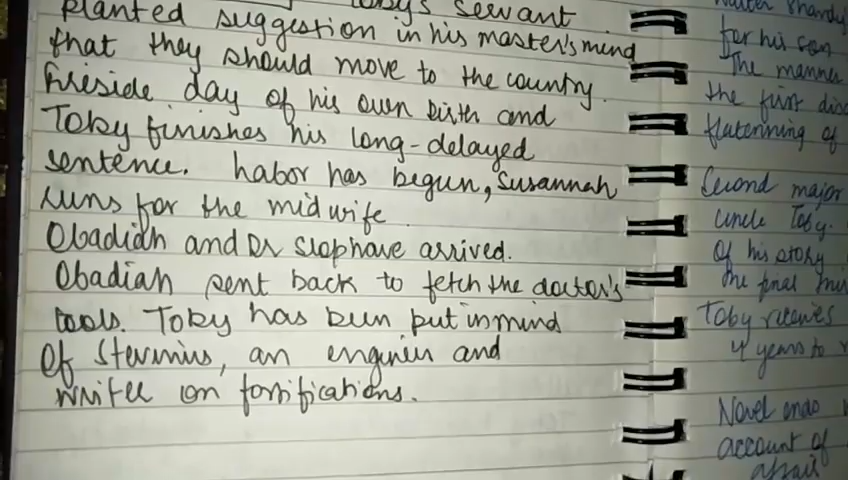 planted suggestion in his master's mind
that they should move to the country.
fireside day of his own birth and
Toby finishes his long-delayed
sentence. Labor has begun, Susannah
runs for the midwife.
Obadiah and Dr Slop have arrived.
Obadiah sent back to fetch the doctor's
tools. Toby has been put in mind
of Stevinus, an engineer and
writer on fortifications.
Walter Shandy
for his son
The manner
the first
flatenning of
Second major
uncle Toby.
of his story
the final
Toby receives
4 years to
Novel ends
account of
affair